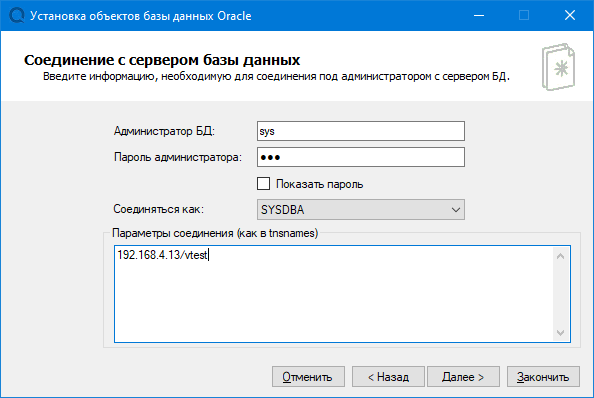 Установка объектов базы данных Oracle
Соединение с сервером базы данных
Введите информацию, необходимую для соединения под администратором с сервером БД.
Администратор БД: sys
Пароль администратора: ●●●
Показать пароль
Соединяться как: SYSDBA
Параметры соединения (как в tnsnames)
192.168.4.13/vtest
Отменить < Назад Далее > Закончить